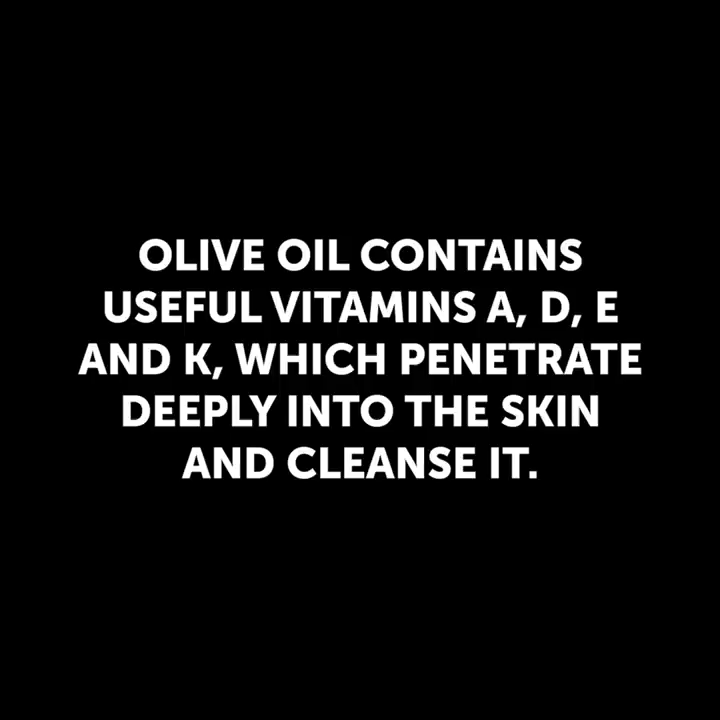 OLIVE OIL CONTAINS
USEFUL VITAMINS A, D, E
AND K, WHICH PENETRATE
DEEPLY INTO THE SKIN
AND CLEANSE IT.